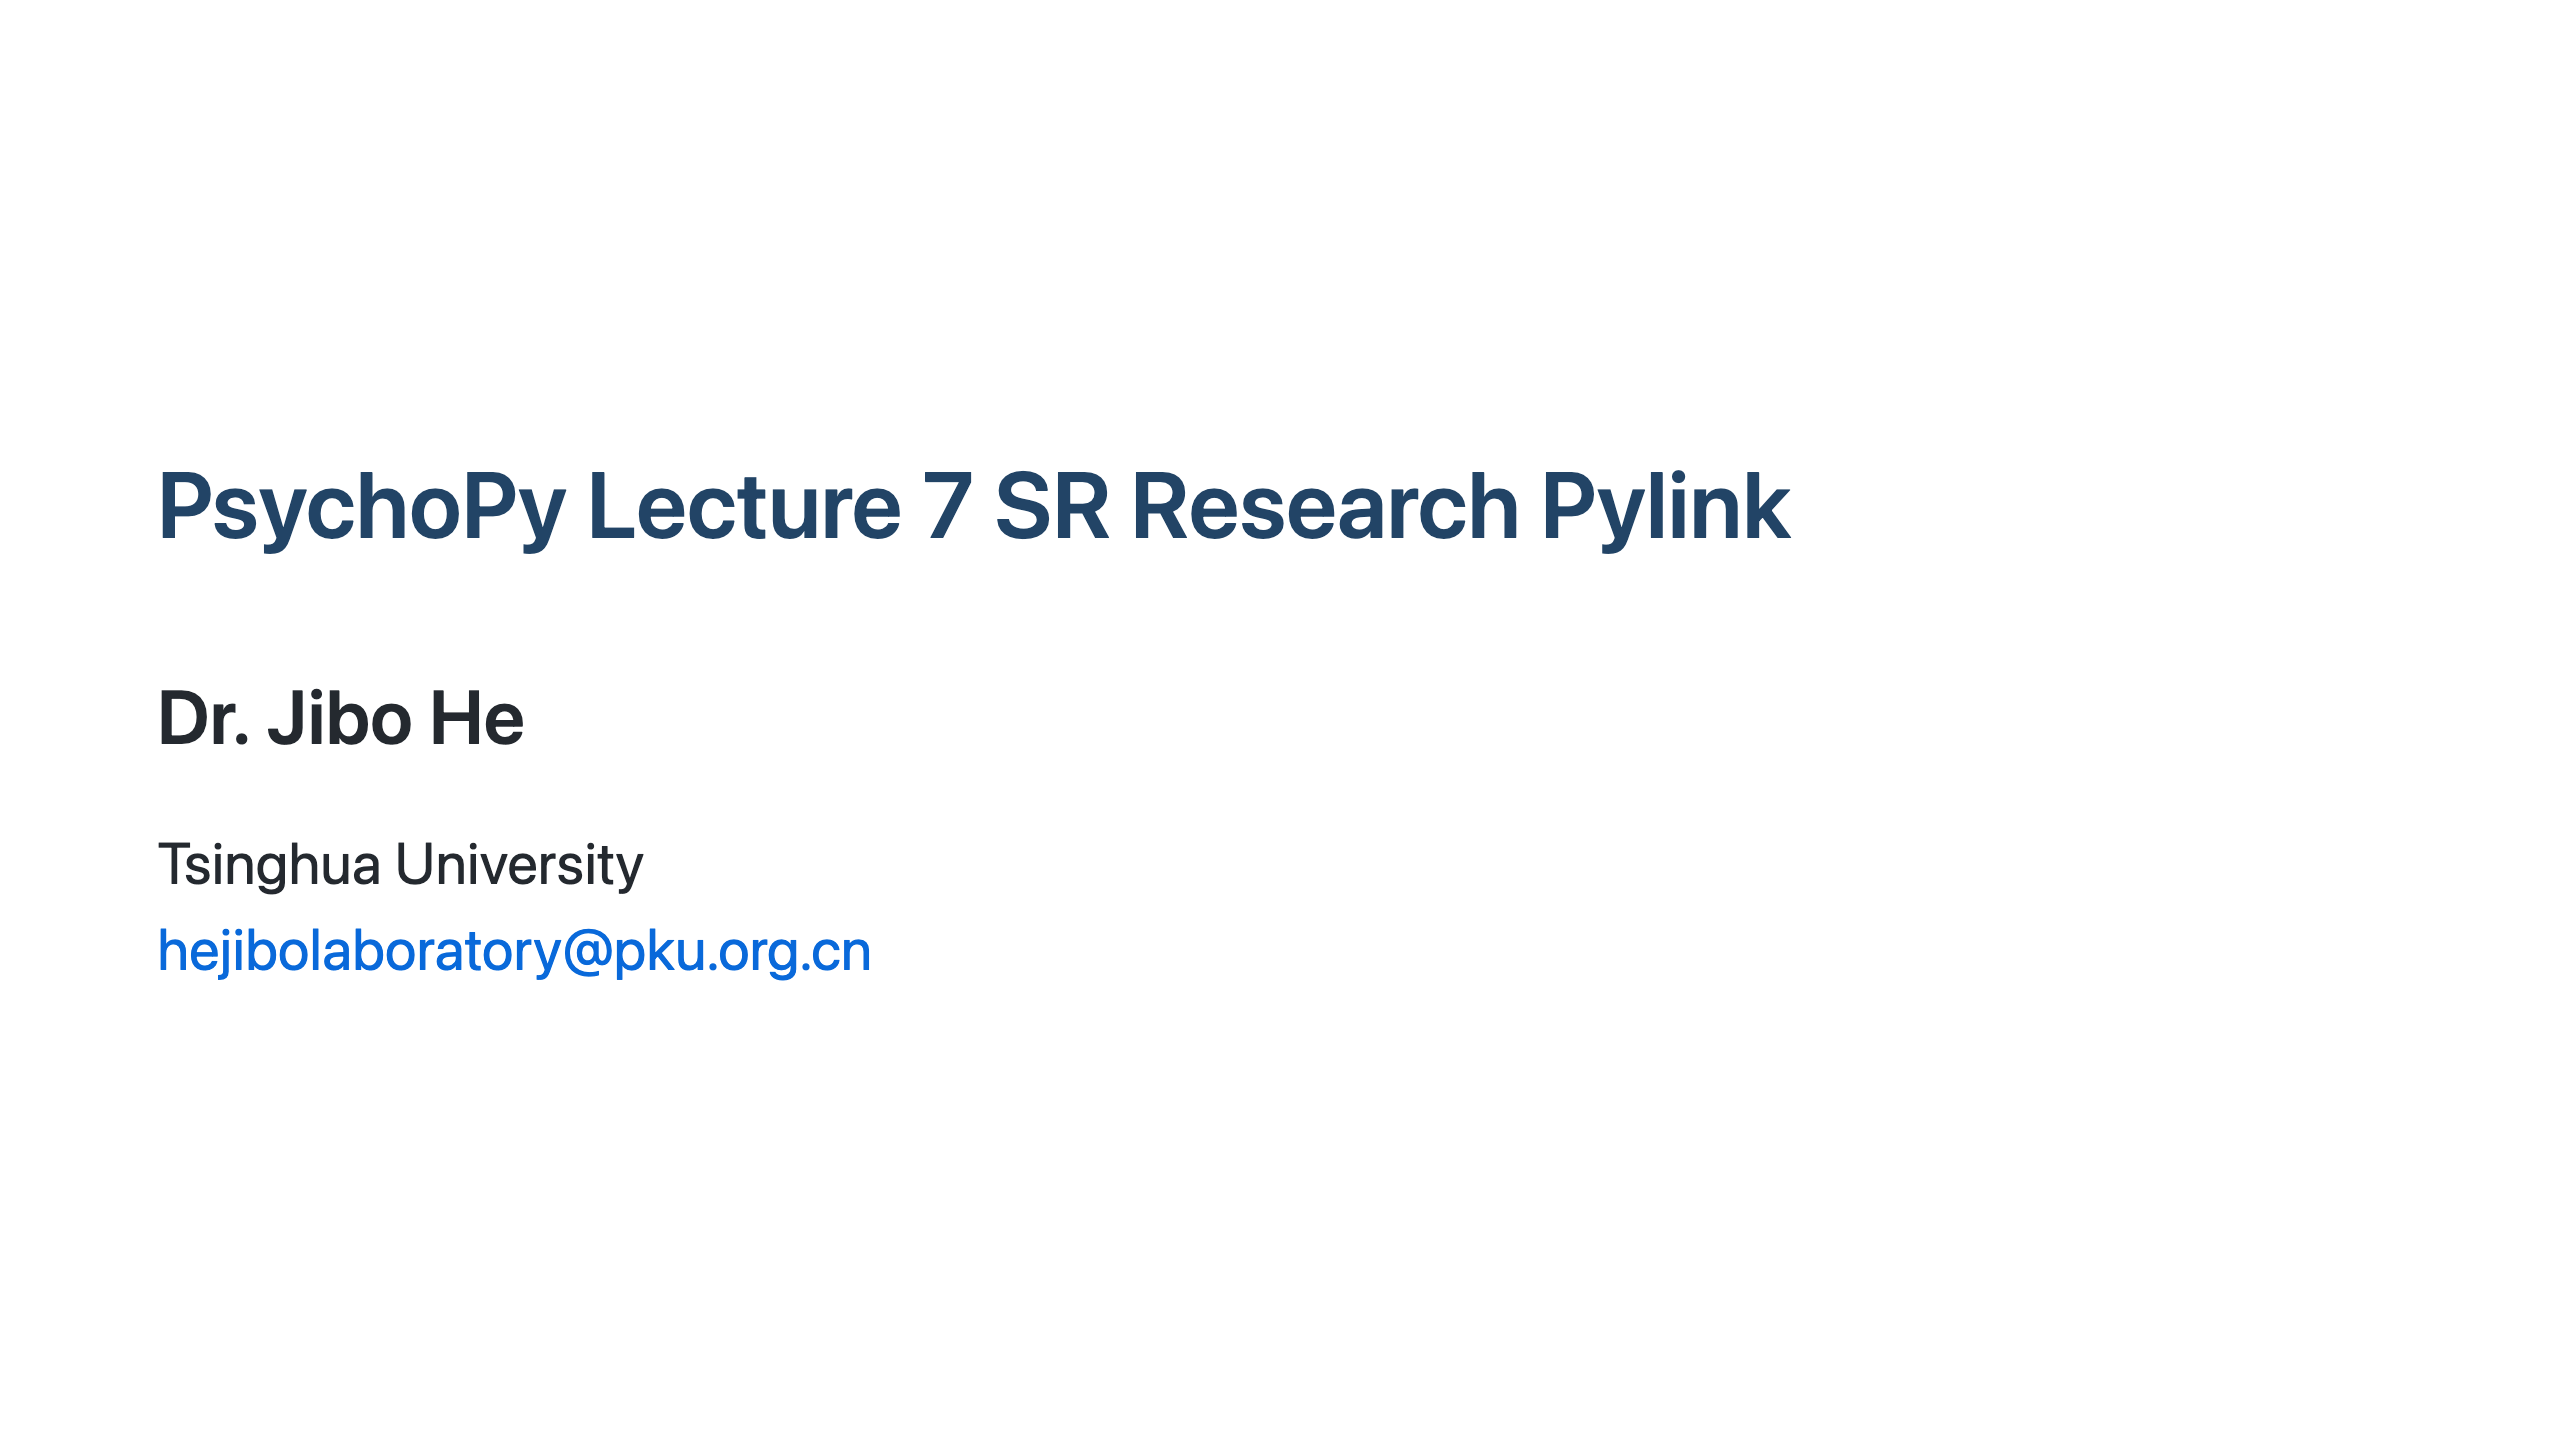 PsychoPy Lecture 7 SR Research Pylink
Dr. Jibo He
Tsinghua University
hejibolaboratory@pku.org.cn